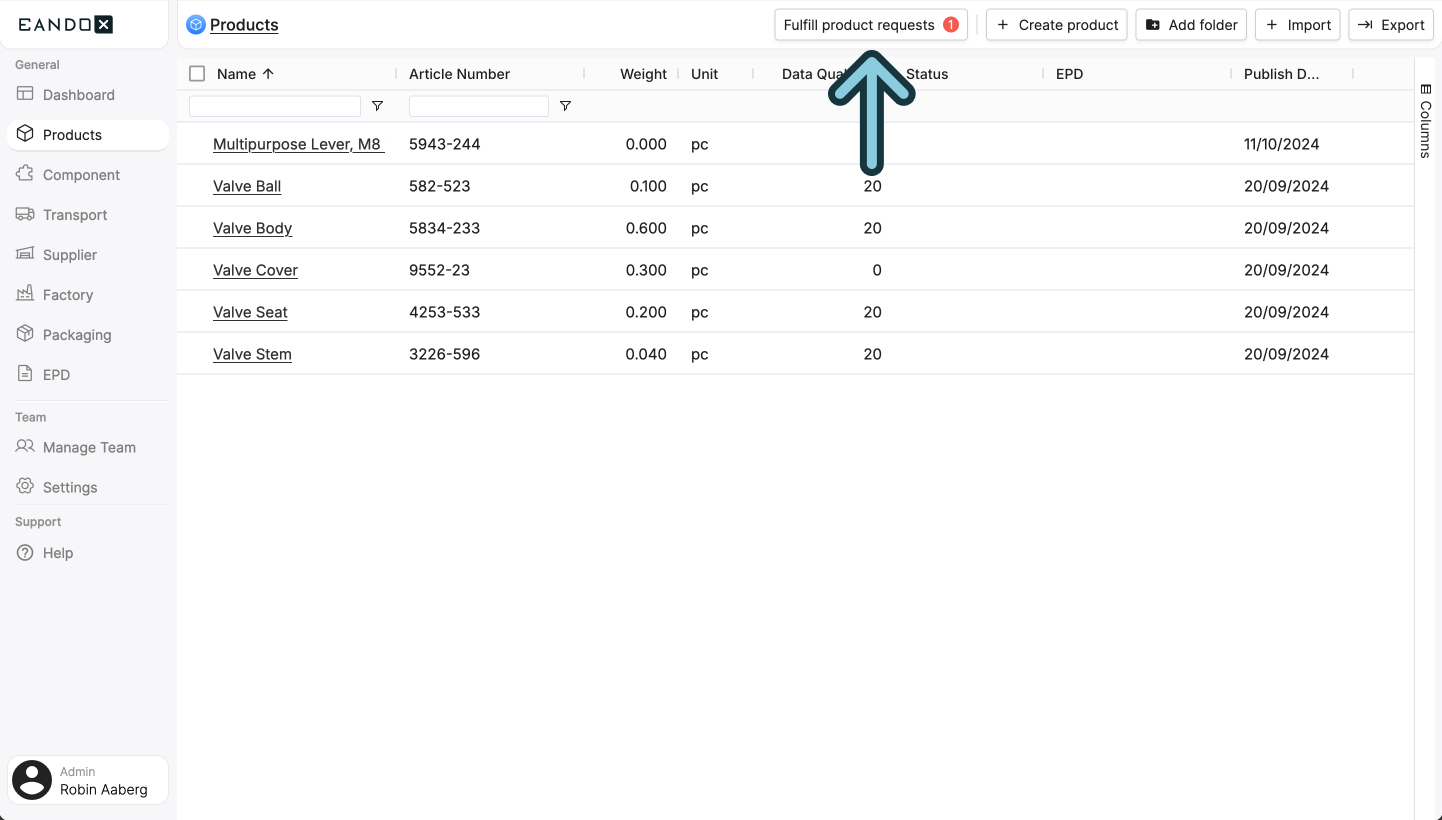 EANDOX
General
Dashboard
Products
Component
Transport
Supplier
Factory
Packaging
EPD
Team
Manage Team
Settings
Support
Help
Admin
Robin Aaberg
Products
Fulfill product requests 1
Create product
Add folder
Import
Export
Name Article Number Weight Unit Data Qual Status EPD Publish D...
Multipurpose Lever, M8 5943-244 0.000 pc 11/10/2024
Valve Ball 582-523 0.100 pc 20 20/09/2024
Valve Body 5834-233 0.600 pc 20 20/09/2024
Valve Cover 9552-23 0.300 pc 0 20/09/2024
Valve Seat 4253-533 0.200 pc 20 20/09/2024
Valve Stem 3226-596 0.040 pc 20 20/09/2024
Columns